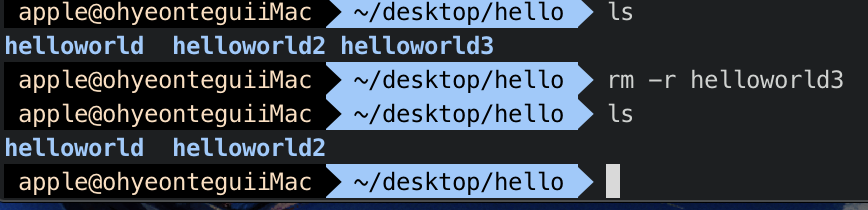 apple@ohyeonteguiiMac ~/desktop/hello ls
helloworld helloworld2 helloworld3
apple@ohyeonteguiiMac ~/desktop/hello rm -r helloworld3
apple@ohyeonteguiiMac ~/desktop/hello ls
helloworld helloworld2
apple@ohyeonteguiiMac ~/desktop/hello